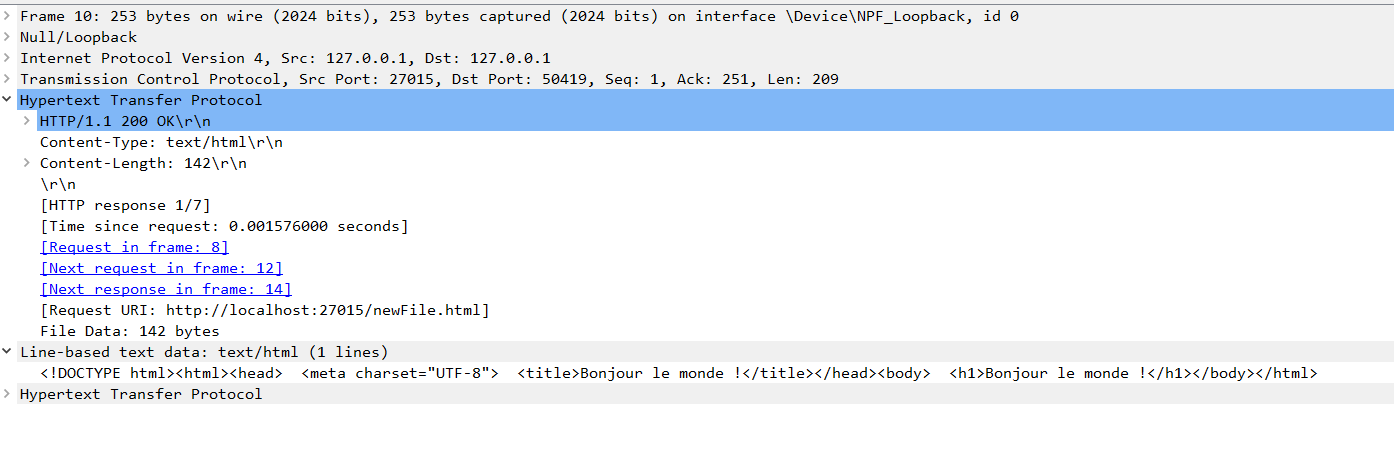 Frame 10: 253 bytes on wire (2024 bits), 253 bytes captured (2024 bits) on interface \Device\NPF_Loopback, id 0
Null/Loopback
Internet Protocol Version 4, Src: 127.0.0.1, Dst: 127.0.0.1
Transmission Control Protocol, Src Port: 27015, Dst Port: 50419, Seq: 1, Ack: 251, Len: 209
Hypertext Transfer Protocol
HTTP/1.1 200 OK\r\n
Content-Type: text/html\r\n
Content-Length: 142\r\n
\r\n
[HTTP response 1/7]
[Time since request: 0.001576000 seconds]
[Request in frame: 8]
[Next request in frame: 12]
[Next response in frame: 14]
[Request URI: http://localhost:27015/newFile.html]
File Data: 142 bytes
Line-based text data: text/html (1 lines)
<!DOCTYPE html><html><head>  <meta charset="UTF-8">  <title>Bonjour le monde !</title></head><body>  <h1>Bonjour le monde !</h1></body></html>
Hypertext Transfer Protocol